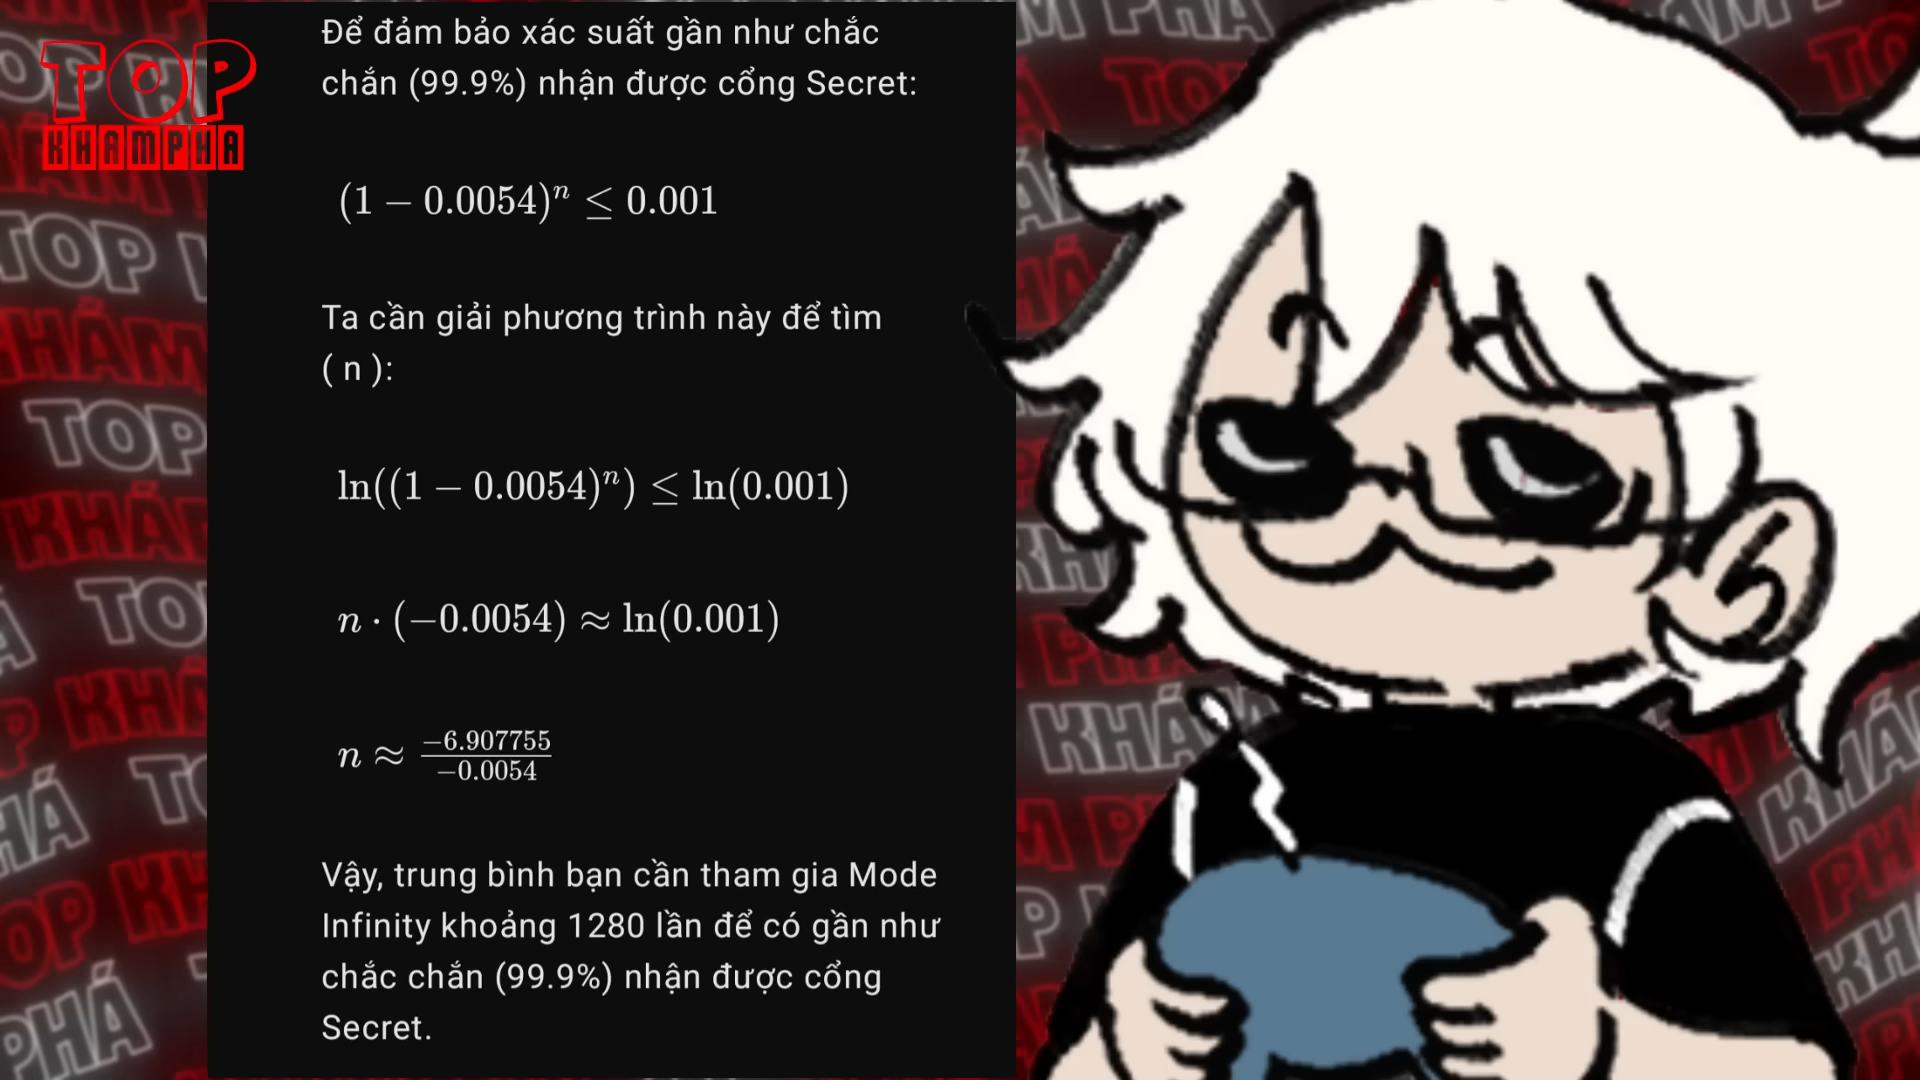 TOP
KHAMPHA
Để đảm bảo xác suất gần như chắc
chắn (99.9%) nhận được cổng Secret:
(1 − 0.0054)ⁿ ≤ 0.001
Ta cần giải phương trình này để tìm
( n ):
ln((1 − 0.0054)ⁿ) ≤ ln(0.001)
n · (−0.0054) ≈ ln(0.001)
n ≈ −6.907755 / −0.0054
Vậy, trung bình bạn cần tham gia Mode
Infinity khoảng 1280 lần để có gần như
chắc chắn (99.9%) nhận được cổng
Secret.